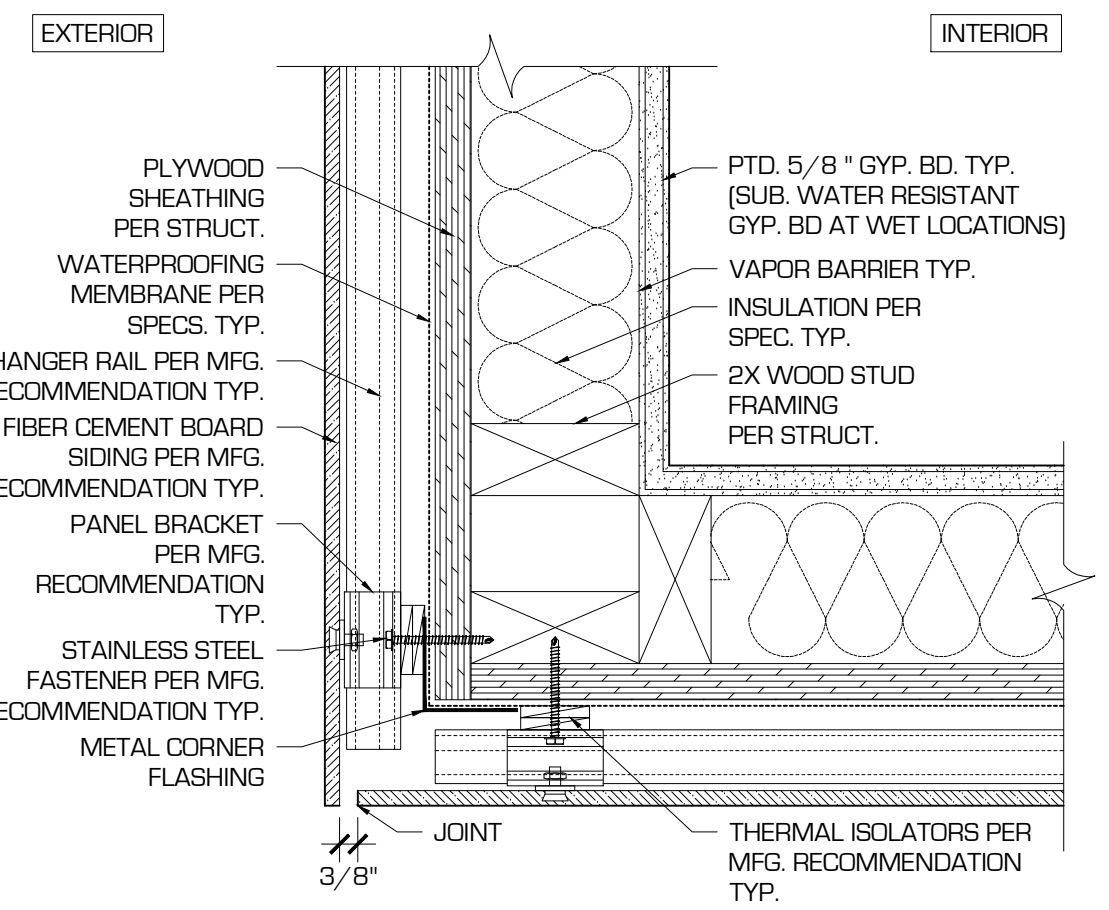 EXTERIOR
INTERIOR
PLYWOOD
SHEATHING
PER STRUCT.
WATERPROOFING
MEMBRANE PER
SPECS. TYP.
HANGER RAIL PER MFG.
ECOMMENDATION TYP.
FIBER CEMENT BOARD
SIDING PER MFG.
ECOMMENDATION TYP.
PANEL BRACKET
PER MFG.
RECOMMENDATION
TYP.
STAINLESS STEEL
FASTENER PER MFG.
ECOMMENDATION TYP.
METAL CORNER
FLASHING
3/8"
JOINT
PTD. 5/8 " GYP. BD. TYP.
(SUB. WATER RESISTANT
GYP. BD AT WET LOCATIONS)
VAPOR BARRIER TYP.
INSULATION PER
SPEC. TYP.
2X WOOD STUD
FRAMING
PER STRUCT.
THERMAL ISOLATORS PER
MFG. RECOMMENDATION
TYP.